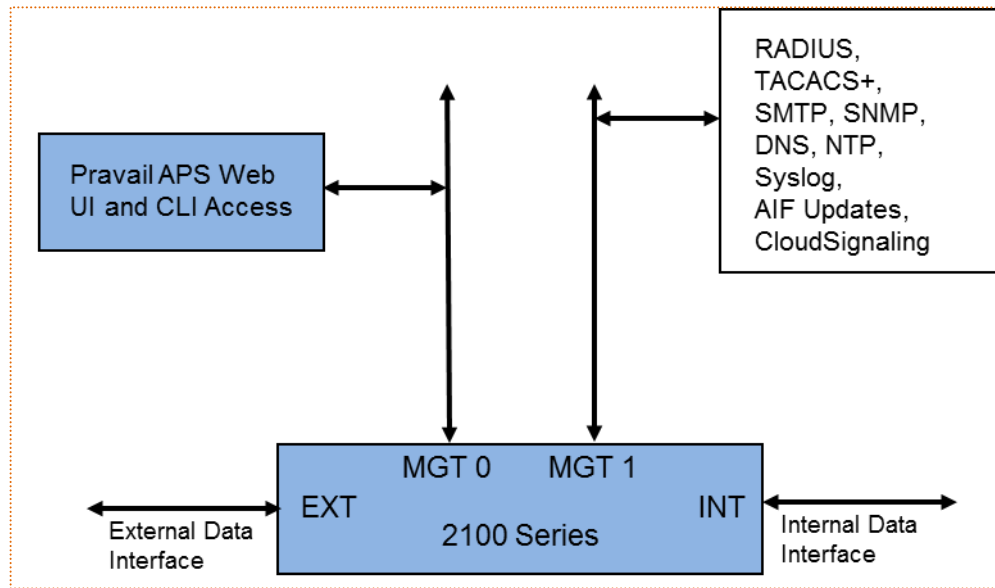 RADIUS,
TACACS+,
SMTP, SNMP,
DNS, NTP,
Syslog,
AIF Updates,
CloudSignaling
Pravail APS Web
UI and CLI Access
MGT 0
MGT 1
EXT
INT
2100 Series
External Data
Interface
Internal Data
Interface